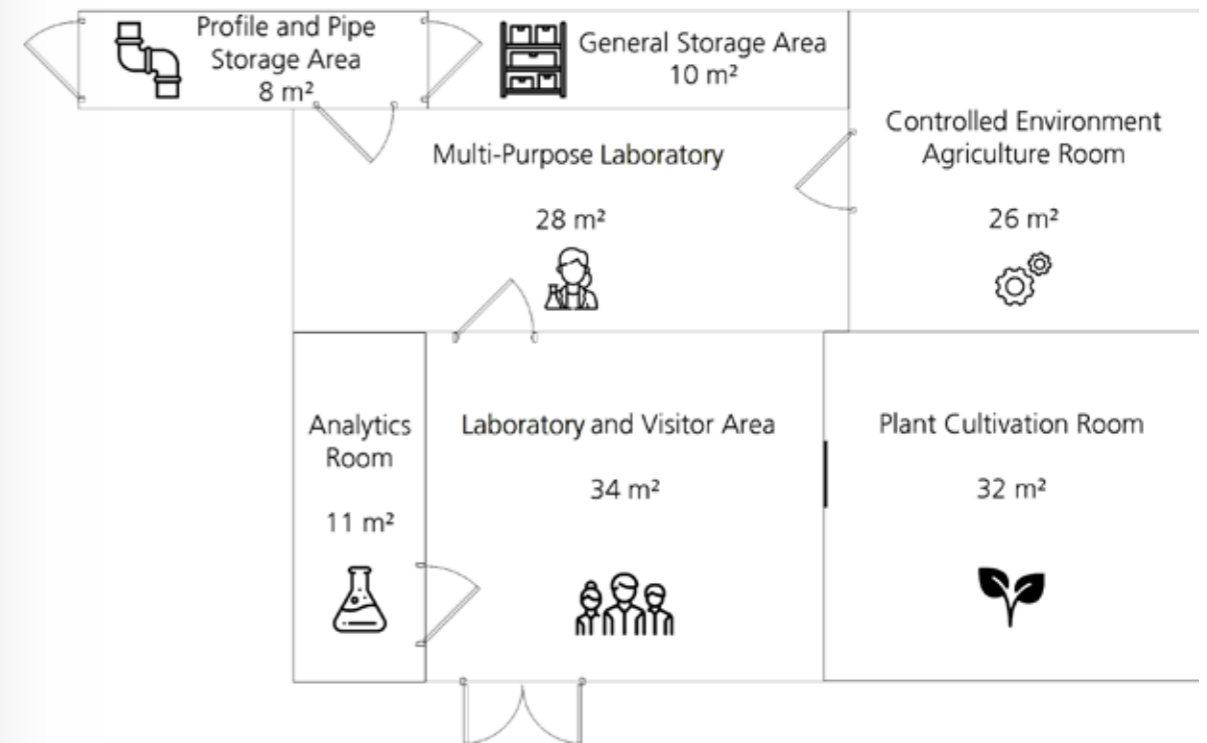 Profile and Pipe
Storage Area
8 m²
General Storage Area
10 m²
Controlled Environment
Agriculture Room
26 m²
Multi-Purpose Laboratory
28 m²
Analytics
Room
11 m²
Laboratory and Visitor Area
34 m²
Plant Cultivation Room
32 m²